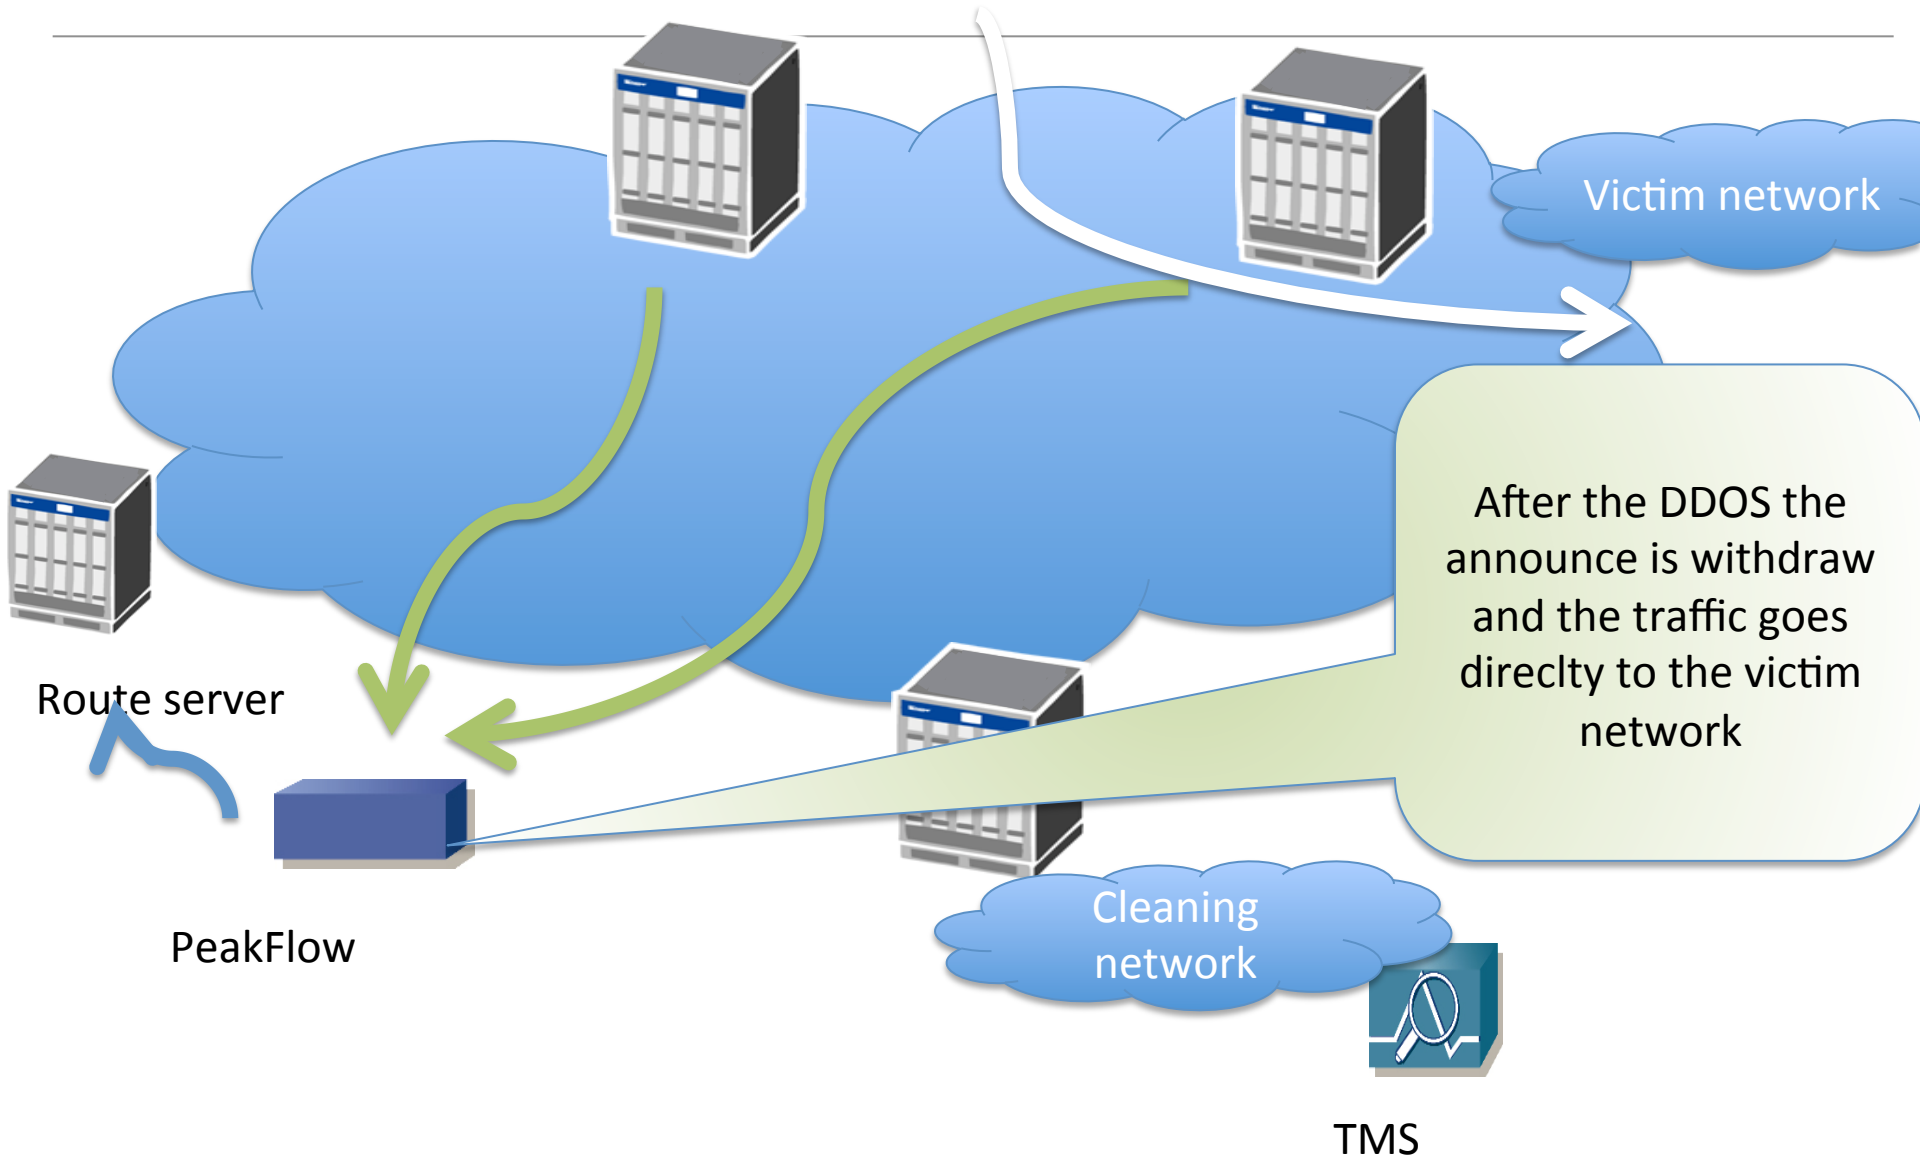 Victim network
After the DDOS the
announce is withdraw
and the traffic goes
direclty to the victim
network
Route server
PeakFlow
Cleaning
network
TMS